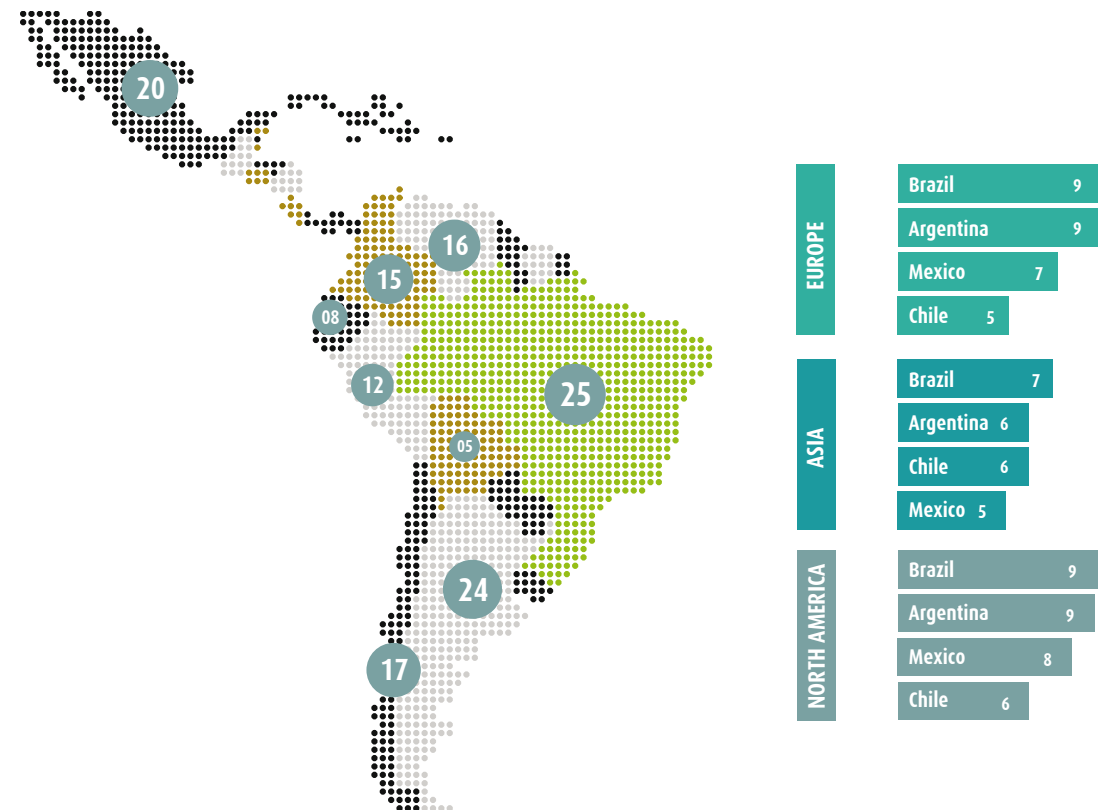 20
16
15
08
12
25
05
24
17
EUROPE
Brazil 9
Argentina 9
Mexico 7
Chile 5
ASIA
Brazil 7
Argentina 6
Chile 6
Mexico 5
NORTH AMERICA
Brazil 9
Argentina 9
Mexico 8
Chile 6